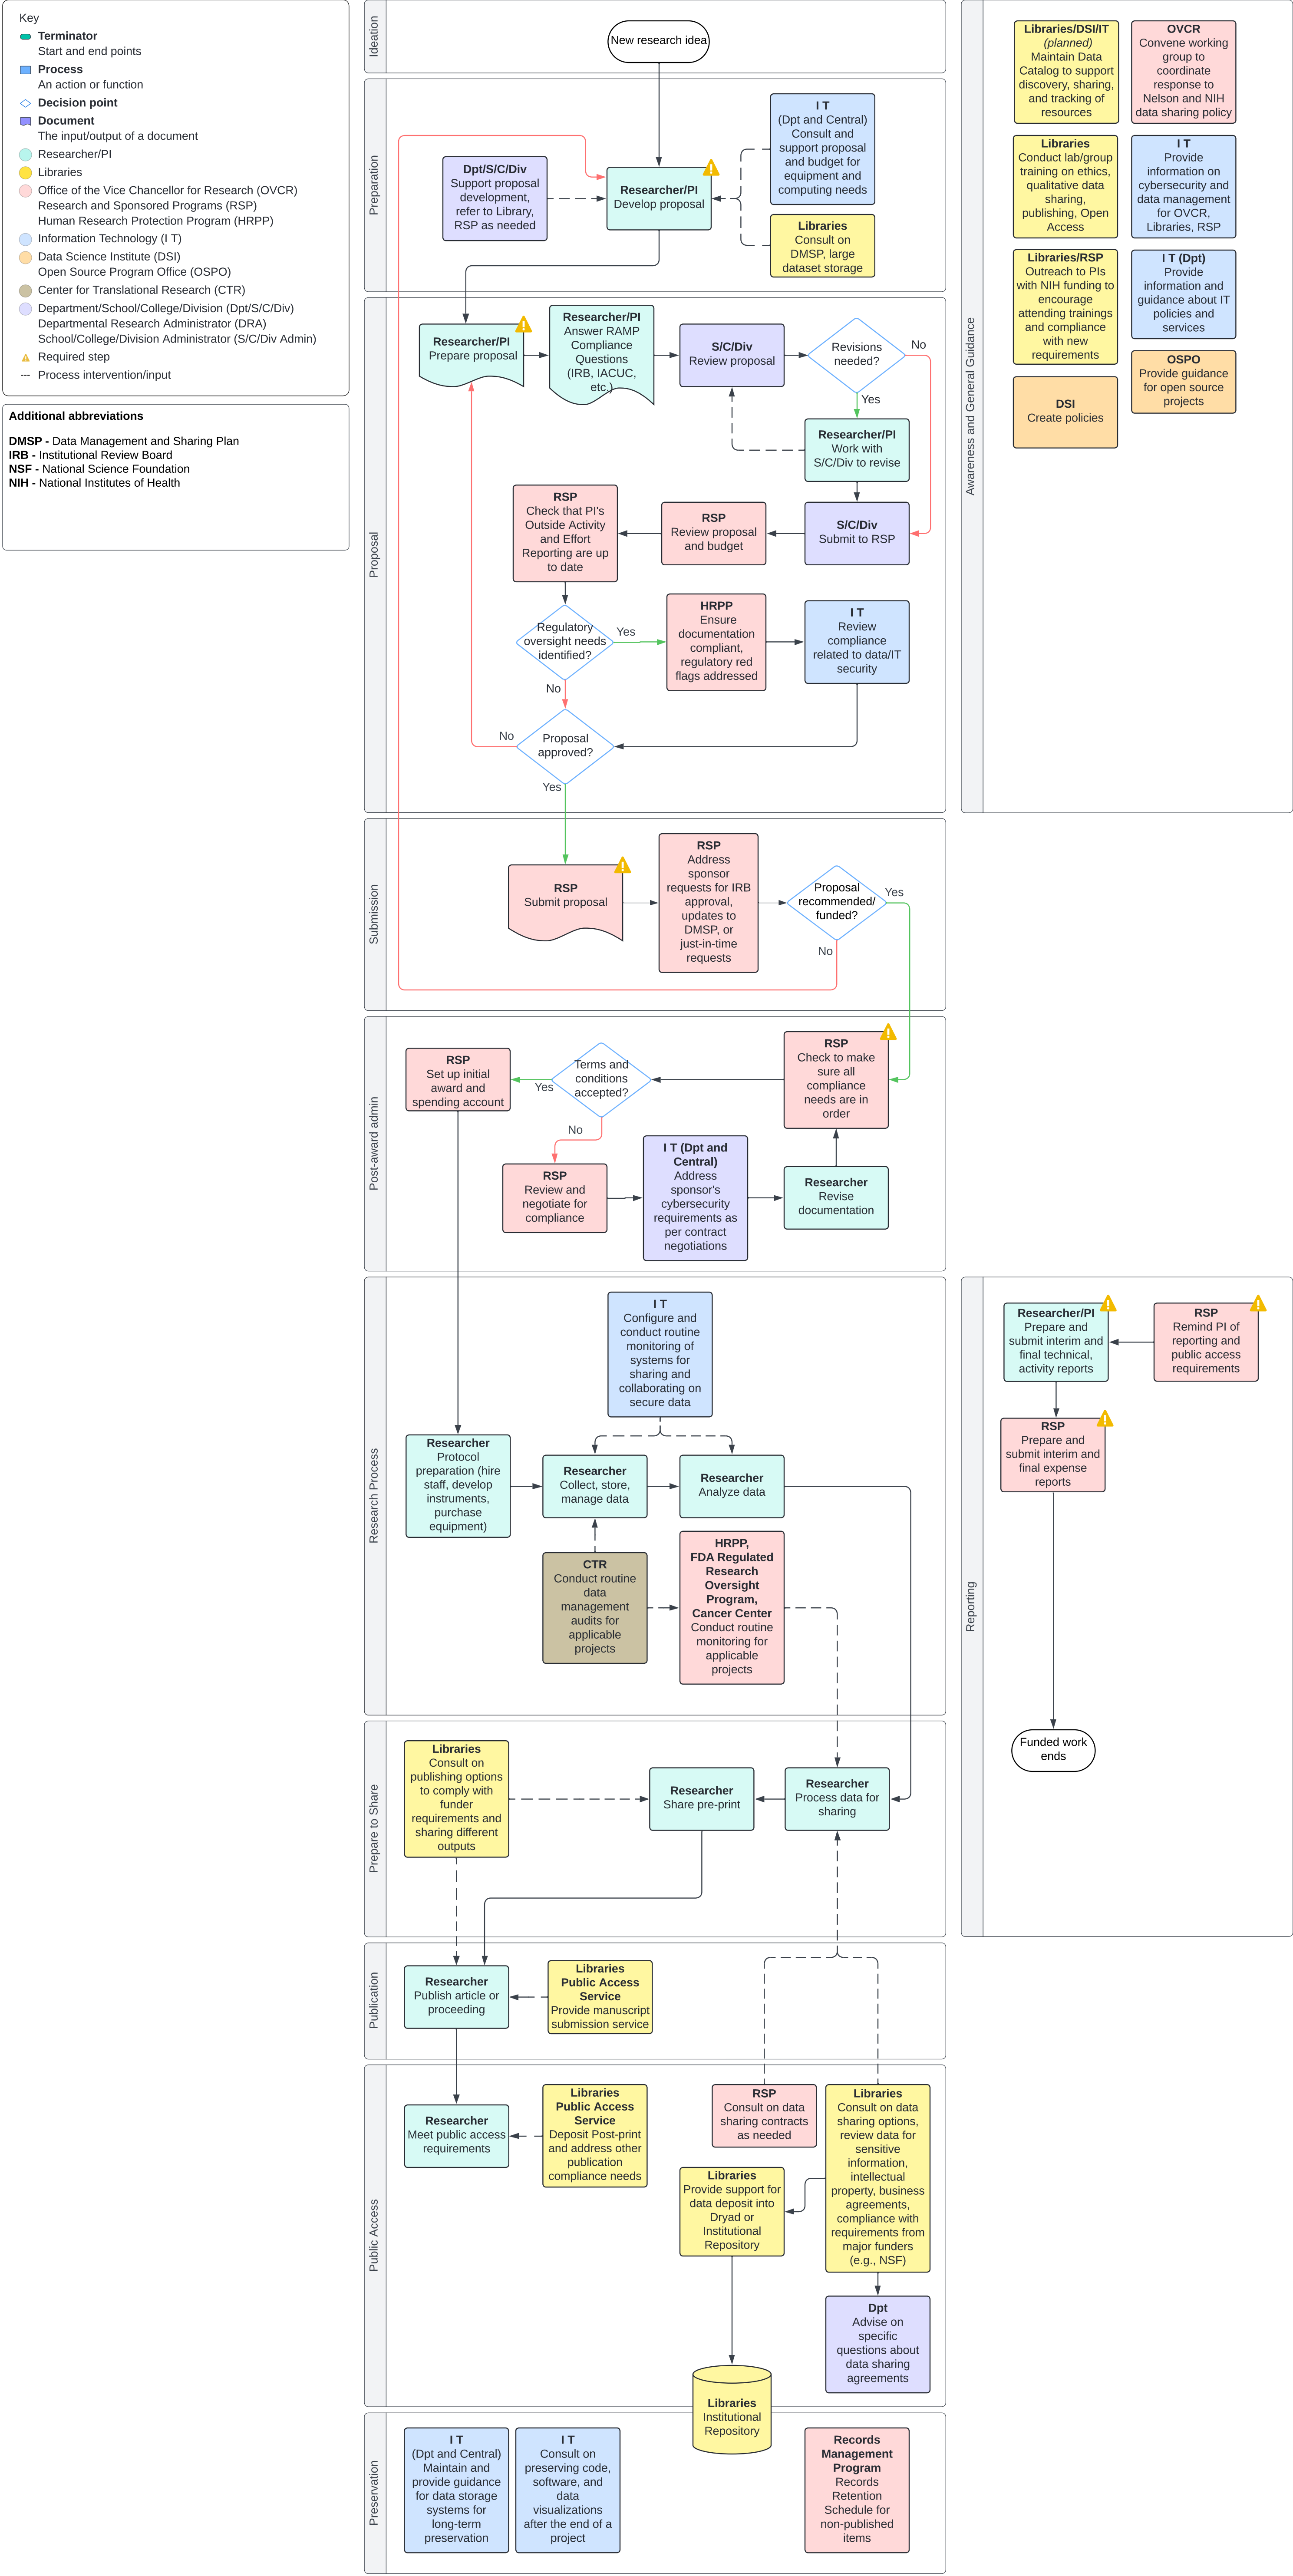 Key
Terminator
Start and end points
Process
An action or function
Decision point
Document
The input/output of a document
Researcher/PI
Libraries
Office of the Vice Chancellor for Research (OVCR)
Research and Sponsored Programs (RSP)
Human Research Protection Program (HRPP)
Information Technology (I T)
Data Science Institute (DSI)
Open Source Program Office (OSPO)
Center for Translational Research (CTR)
Department/School/College/Division (Dpt/S/C/Div)
Departmental Research Administrator (DRA)
School/College/Division Administrator (S/C/Div Admin)
Required step
Process intervention/input
Additional abbreviations
DMSP - Data Management and Sharing Plan
IRB - Institutional Review Board
NSF - National Science Foundation
NIH - National Institutes of Health
Ideation
New research idea
Preparation
Dpt/S/C/Div
Support proposal
development,
refer to Library,
RSP as needed
Researcher/PI
Develop proposal
I T
(Dpt and Central)
Consult and
support proposal
and budget for
equipment and
computing needs
Libraries
Consult on
DMSP, large
dataset storage
Proposal
Researcher/PI
Prepare proposal
Researcher/PI
Answer RAMP
Compliance
Questions
(IRB, IACUC,
etc.)
S/C/Div
Review proposal
Revisions
needed?
No
Yes
Researcher/PI
Work with
S/C/Div to revise
S/C/Div
Submit to RSP
RSP
Review proposal
and budget
RSP
Check that PI's
Outside Activity
and Effort
Reporting are up
to date
Regulatory
oversight needs
identified?
Yes
No
HRPP
Ensure
documentation
compliant,
regulatory red
flags addressed
I T
Review
compliance
related to data/IT
security
Proposal
approved?
No
Yes
Submission
RSP
Submit proposal
RSP
Address
sponsor
requests for IRB
approval,
updates to
DMSP, or
just-in-time
requests
Proposal
recommended/
funded?
Yes
No
Post-award admin
RSP
Set up initial
award and
spending account
Yes
Terms and
conditions
accepted?
No
RSP
Check to make
sure all
compliance
needs are in
order
RSP
Review and
negotiate for
compliance
I T (Dpt and
Central)
Address
sponsor's
cybersecurity
requirements as
per contract
negotiations
Researcher
Revise
documentation
Research Process
I T
Configure and
conduct routine
monitoring of
systems for
sharing and
collaborating on
secure data
Researcher
Protocol
preparation (hire
staff, develop
instruments,
purchase
equipment)
Researcher
Collect, store,
manage data
Researcher
Analyze data
CTR
Conduct routine
data
management
audits for
applicable
projects
HRPP,
FDA Regulated
Research
Oversight
Program,
Cancer Center
Conduct routine
monitoring for
applicable
projects
Prepare to Share
Libraries
Consult on
publishing options
to comply with
funder
requirements and
sharing different
outputs
Researcher
Share pre-print
Researcher
Process data for
sharing
Publication
Researcher
Publish article or
proceeding
Libraries
Public Access
Service
Provide manuscript
submission service
Public Access
Researcher
Meet public access
requirements
Libraries
Public Access
Service
Deposit Post-print
and address other
publication
compliance needs
RSP
Consult on data
sharing contracts
as needed
Libraries
Provide support for
data deposit into
Dryad or
Institutional
Repository
Libraries
Consult on data
sharing options,
review data for
sensitive
information,
intellectual
property, business
agreements,
compliance with
requirements from
major funders
(e.g., NSF)
Dpt
Advise on
specific
questions about
data sharing
agreements
Libraries
Institutional
Repository
Preservation
I T
(Dpt and Central)
Maintain and
provide guidance
for data storage
systems for
long-term
preservation
I T
Consult on
preserving code,
software, and
data
visualizations
after the end of a
project
Records
Management
Program
Records
Retention
Schedule for
non-published
items
Awareness and General Guidance
Libraries/DSI/IT
(planned)
Maintain Data
Catalog to support
discovery, sharing,
and tracking of
resources
OVCR
Convene working
group to
coordinate
response to
Nelson and NIH
data sharing policy
Libraries
Conduct lab/group
training on ethics,
qualitative data
sharing,
publishing, Open
Access
I T
Provide
information on
cybersecurity and
data management
for OVCR,
Libraries, RSP
Libraries/RSP
Outreach to PIs
with NIH funding to
encourage
attending trainings
and compliance
with new
requirements
I T (Dpt)
Provide
information and
guidance about IT
policies and
services
DSI
Create policies
OSPO
Provide guidance
for open source
projects
Reporting
Researcher/PI
Prepare and
submit interim and
final technical,
activity reports
RSP
Remind PI of
reporting and
public access
requirements
RSP
Prepare and
submit interim and
final expense
reports
Funded work
ends